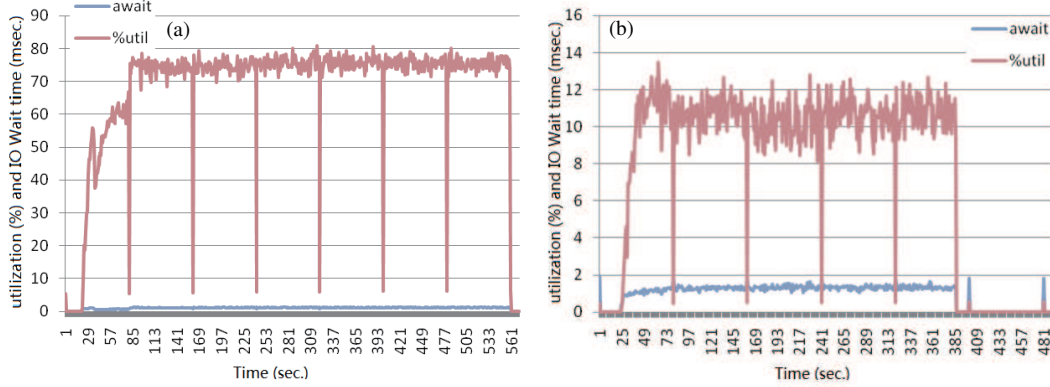 await
%util
(a)
90
80
70
60
50
40
30
20
10
0
utilization (%) and IO Wait time (msec.)
1 29 57 85 113 141 169 197 225 253 281 309 337 365 393 421 449 477 505 533 561
Time (sec.)
(b)
await
%util
16
14
12
10
8
6
4
2
0
utilization (%) and IO Wait time (msec.)
1 25 49 73 97 121 145 169 193 217 241 265 289 313 337 361 385 409 433 457 481
Time (sec.)